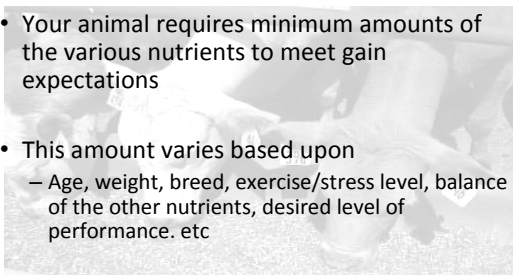 • Your animal requires minimum amounts of
the various nutrients to meet gain
expectations
• This amount varies based upon
– Age, weight, breed, exercise/stress level, balance
of the other nutrients, desired level of
performance. etc